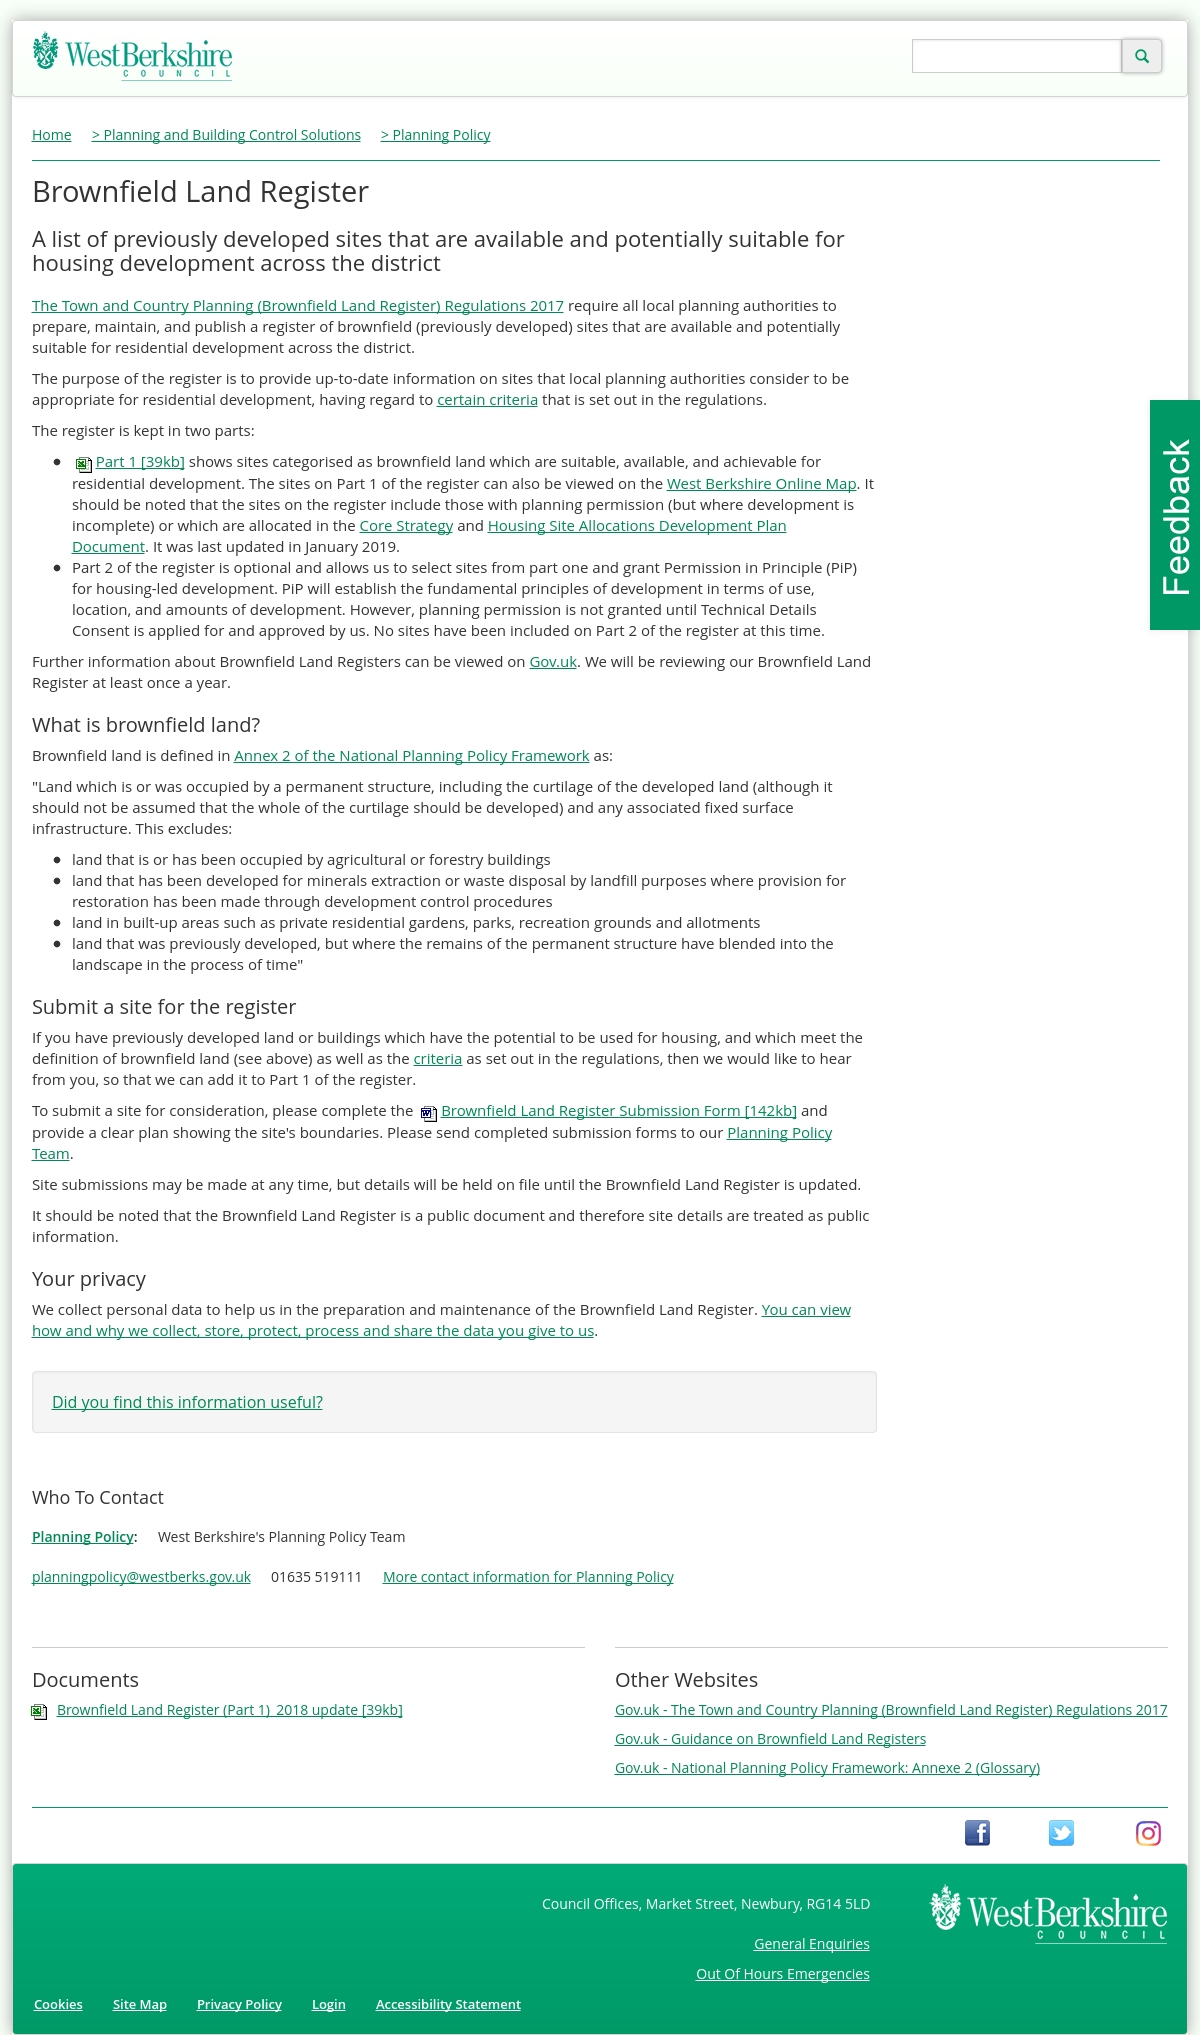 West Berkshire
COUNCIL
Home > Planning and Building Control Solutions > Planning Policy
Brownfield Land Register
A list of previously developed sites that are available and potentially suitable for
housing development across the district
The Town and Country Planning (Brownfield Land Register) Regulations 2017 require all local planning authorities to
prepare, maintain, and publish a register of brownfield (previously developed) sites that are available and potentially
suitable for residential development across the district.
The purpose of the register is to provide up-to-date information on sites that local planning authorities consider to be
appropriate for residential development, having regard to certain criteria that is set out in the regulations.
The register is kept in two parts:
Part 1 [39kb] shows sites categorised as brownfield land which are suitable, available, and achievable for
residential development. The sites on Part 1 of the register can also be viewed on the West Berkshire Online Map. It
should be noted that the sites on the register include those with planning permission (but where development is
incomplete) or which are allocated in the Core Strategy and Housing Site Allocations Development Plan
Document. It was last updated in January 2019.
Part 2 of the register is optional and allows us to select sites from part one and grant Permission in Principle (PiP)
for housing-led development. PiP will establish the fundamental principles of development in terms of use,
location, and amounts of development. However, planning permission is not granted until Technical Details
Consent is applied for and approved by us. No sites have been included on Part 2 of the register at this time.
Feedback
Further information about Brownfield Land Registers can be viewed on Gov.uk. We will be reviewing our Brownfield Land
Register at least once a year.
What is brownfield land?
Brownfield land is defined in Annex 2 of the National Planning Policy Framework as:
"Land which is or was occupied by a permanent structure, including the curtilage of the developed land (although it
should not be assumed that the whole of the curtilage should be developed) and any associated fixed surface
infrastructure. This excludes:
land that is or has been occupied by agricultural or forestry buildings
land that has been developed for minerals extraction or waste disposal by landfill purposes where provision for
restoration has been made through development control procedures
land in built-up areas such as private residential gardens, parks, recreation grounds and allotments
land that was previously developed, but where the remains of the permanent structure have blended into the
landscape in the process of time"
Submit a site for the register
If you have previously developed land or buildings which have the potential to be used for housing, and which meet the
definition of brownfield land (see above) as well as the criteria as set out in the regulations, then we would like to hear
from you, so that we can add it to Part 1 of the register.
To submit a site for consideration, please complete the Brownfield Land Register Submission Form [142kb] and
provide a clear plan showing the site's boundaries. Please send completed submission forms to our Planning Policy
Team.
Site submissions may be made at any time, but details will be held on file until the Brownfield Land Register is updated.
It should be noted that the Brownfield Land Register is a public document and therefore site details are treated as public
information.
Your privacy
We collect personal data to help us in the preparation and maintenance of the Brownfield Land Register. You can view
how and why we collect, store, protect, process and share the data you give to us.
Did you find this information useful?
Who To Contact
Planning Policy: West Berkshire's Planning Policy Team
planningpolicy@westberks.gov.uk 01635 519111 More contact information for Planning Policy
Documents
Brownfield Land Register (Part 1)_2018 update [39kb]
Other Websites
Gov.uk - The Town and Country Planning (Brownfield Land Register) Regulations 2017
Gov.uk - Guidance on Brownfield Land Registers
Gov.uk - National Planning Policy Framework: Annexe 2 (Glossary)
Council Offices, Market Street, Newbury, RG14 5LD
General Enquiries
Out Of Hours Emergencies
West Berkshire
COUNCIL
Cookies Site Map Privacy Policy Login Accessibility Statement